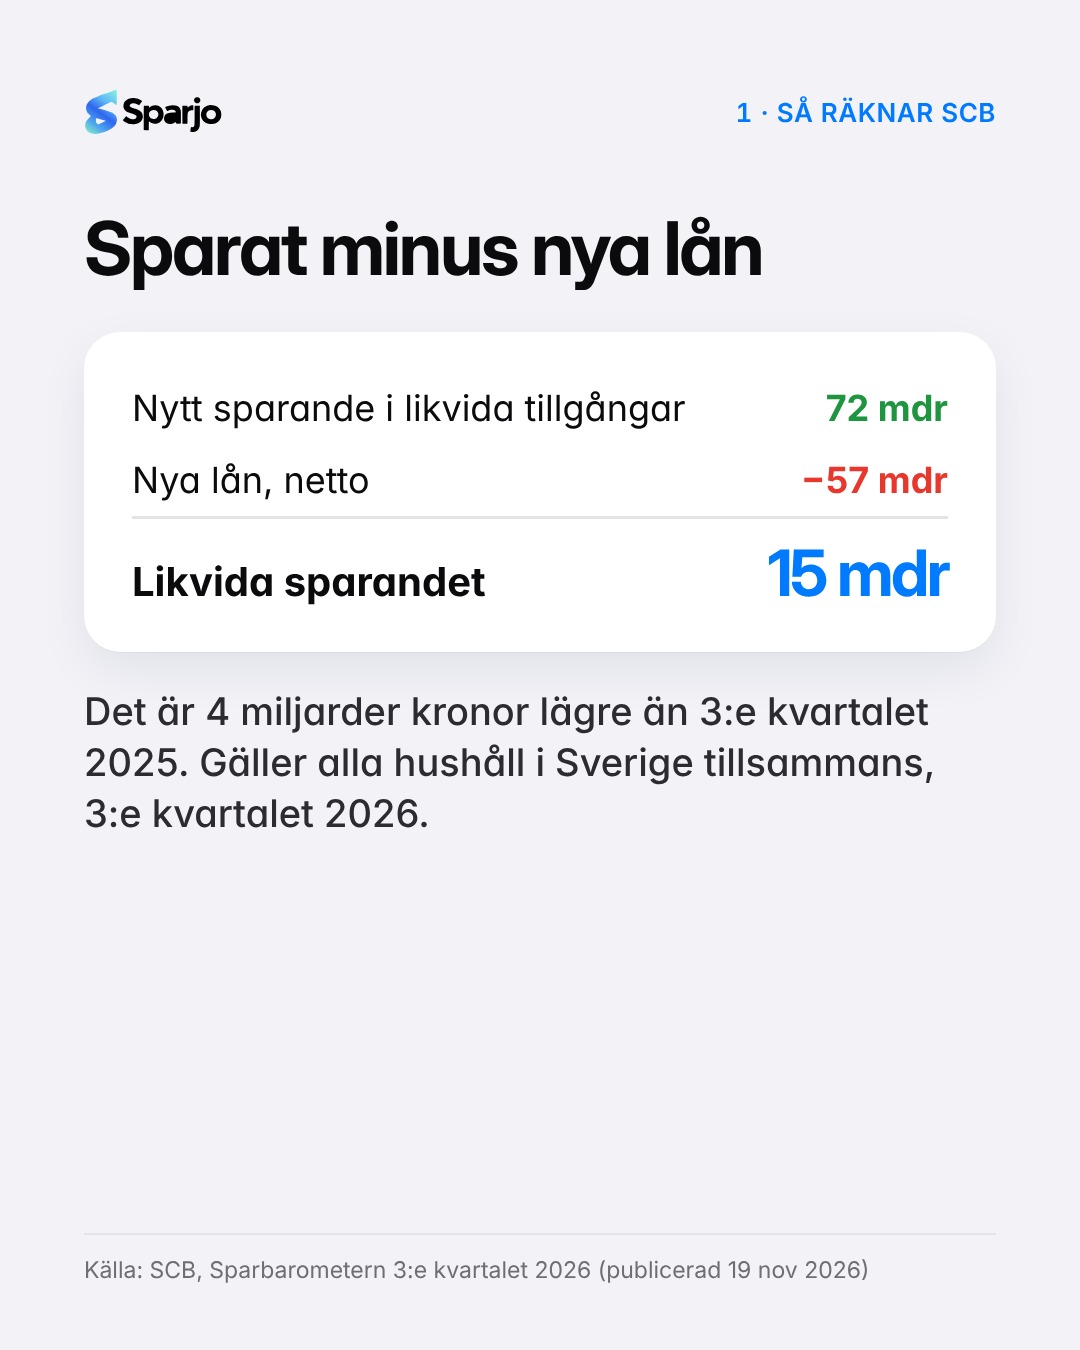 Sparjo
1 · SÅ RÄKNAR SCB
Sparat minus nya lån
Nytt sparande i likvida tillgångar 72 mdr
Nya lån, netto −57 mdr
Likvida sparandet 15 mdr
Det är 4 miljarder kronor lägre än 3:e kvartalet
2025. Gäller alla hushåll i Sverige tillsammans,
3:e kvartalet 2026.
Källa: SCB, Sparbarometern 3:e kvartalet 2026 (publicerad 19 nov 2026)